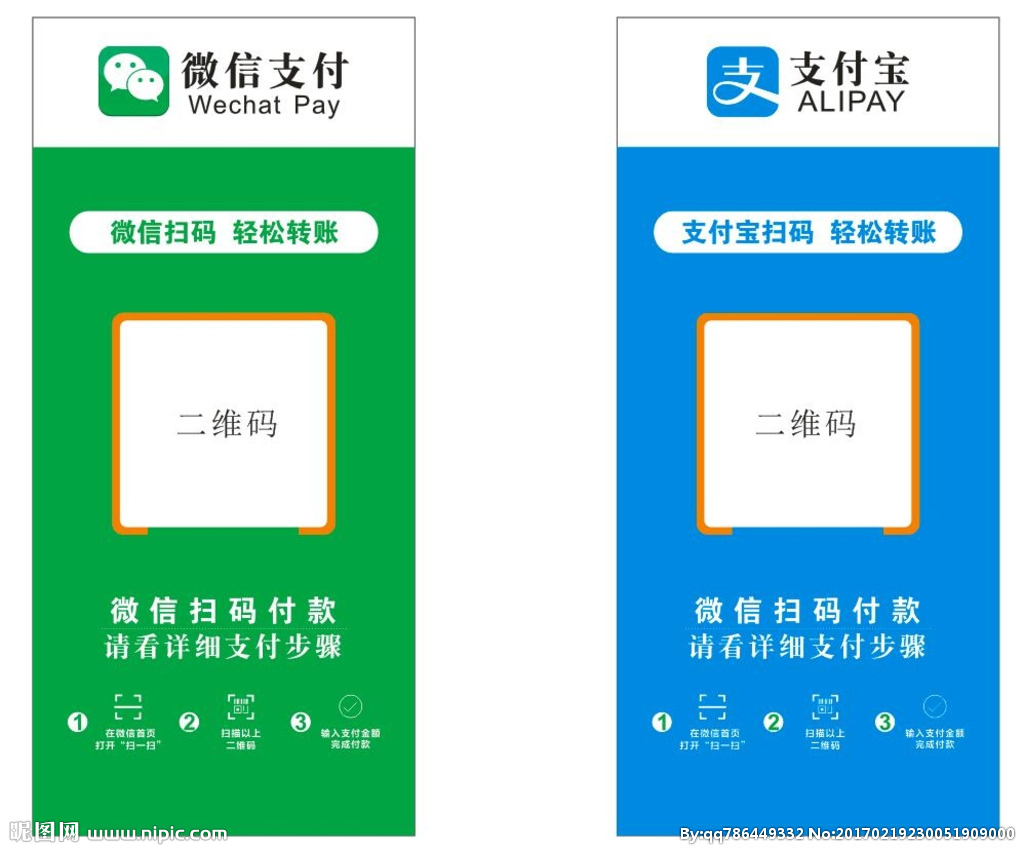 微信支付
Wechat Pay
微信扫码 轻松转账
二维码
微信扫码付款
请看详细支付步骤
1
在微信首页
打开“扫一扫”
2
扫描以上
二维码
3
输入支付金额
完成付款
支付宝
ALIPAY
支付宝扫码 轻松转账
二维码
微信扫码付款
请看详细支付步骤
1
在微信首页
打开“扫一扫”
2
扫描以上
二维码
3
输入支付金额
完成付款
昵图网 www.nipic.com
By:qq786449332 No:20170219230051909000